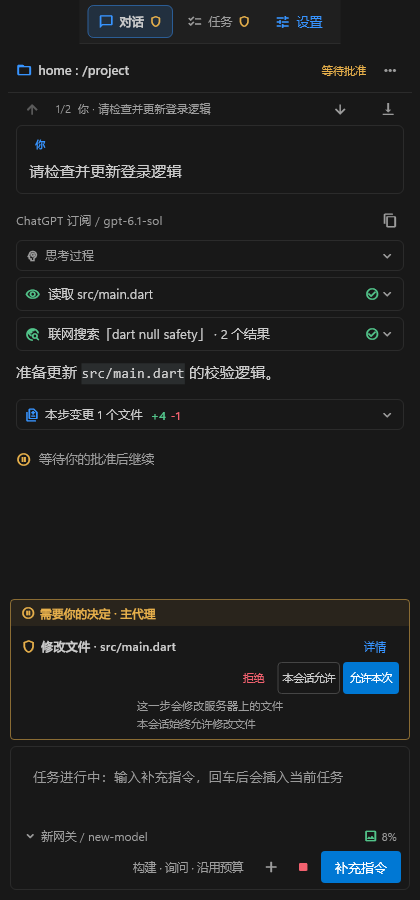 对话 任务 设置
home : /project 等待批准
1/2 你 · 请检查并更新登录逻辑
你
请检查并更新登录逻辑
ChatGPT 订阅 / gpt-6.1-sol
思考过程
读取 src/main.dart
联网搜索「dart null safety」 · 2 个结果
准备更新 src/main.dart 的校验逻辑。
本步变更 1 个文件 +4 -1
等待你的批准后继续
需要你的决定 · 主代理
修改文件 · src/main.dart 详情
拒绝 本会话允许 允许本次
这一步会修改服务器上的文件
本会话始终允许修改文件
任务进行中：输入补充指令，回车后会插入当前任务
新网关 / new-model 8%
构建 · 询问 · 沿用预算 补充指令